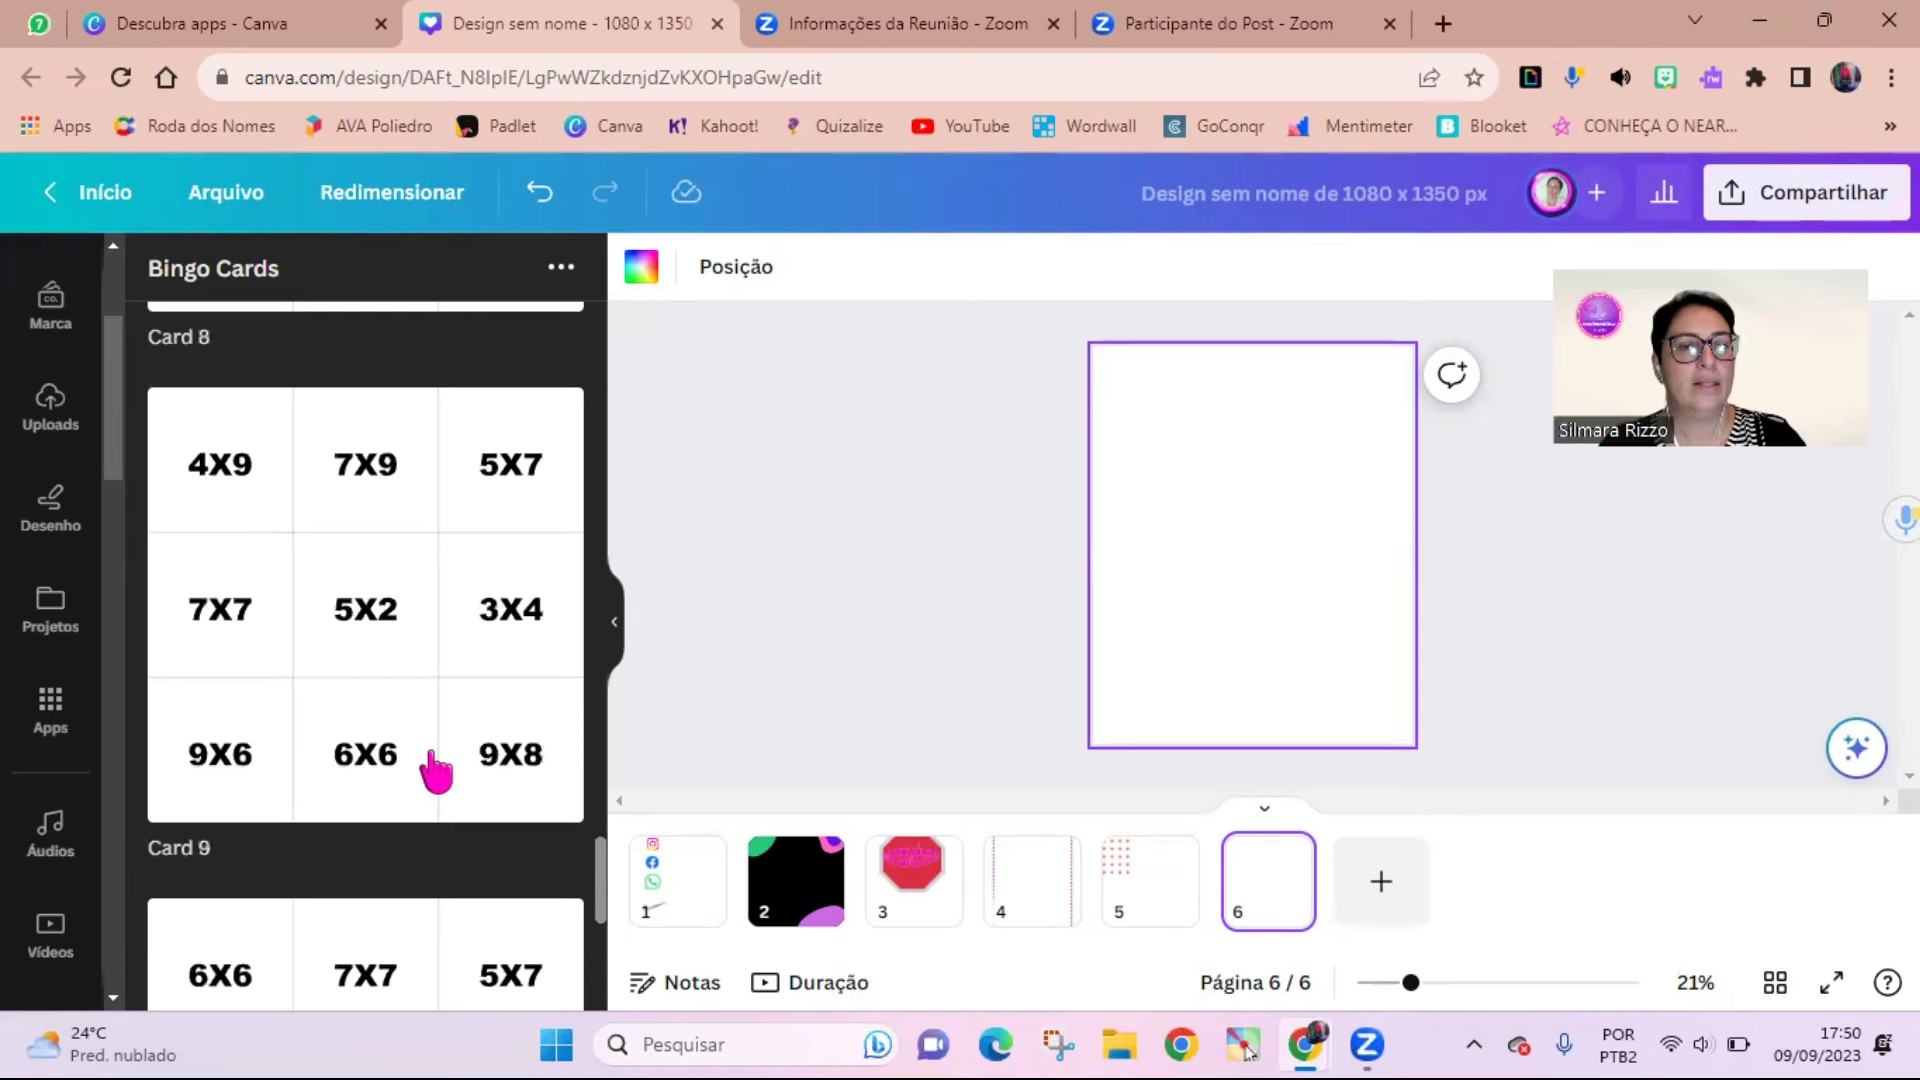 Descubra apps - Canva
Design sem nome - 1080 x 1350
Informações da Reunião - Zoom
Participante do Post - Zoom
canva.com/design/DAFt_N8IpIE/LgPwWZkdznjdZvKXOHpaGw/edit
Apps
Roda dos Nomes
AVA Poliedro
Padlet
Canva
K! Kahoot!
Quizalize
YouTube
Wordwall
GoConqr
Mentimeter
Blooket
CONHEÇA O NEAR...
Início
Arquivo
Redimensionar
Design sem nome de 1080 x 1350 px
Compartilhar
Marca
Uploads
Desenho
Projetos
Apps
Áudios
Vídeos
Bingo Cards
Card 8
4X9 7X9 5X7
7X7 5X2 3X4
9X6 6X6 9X8
Card 9
6X6 7X7 5X7
Posição
Silmara Rizzo
1
2
3
4
5
6
Notas
Duração
Página 6 / 6
21%
24°C
Pred. nublado
Pesquisar
POR
PTB2
17:50
09/09/2023